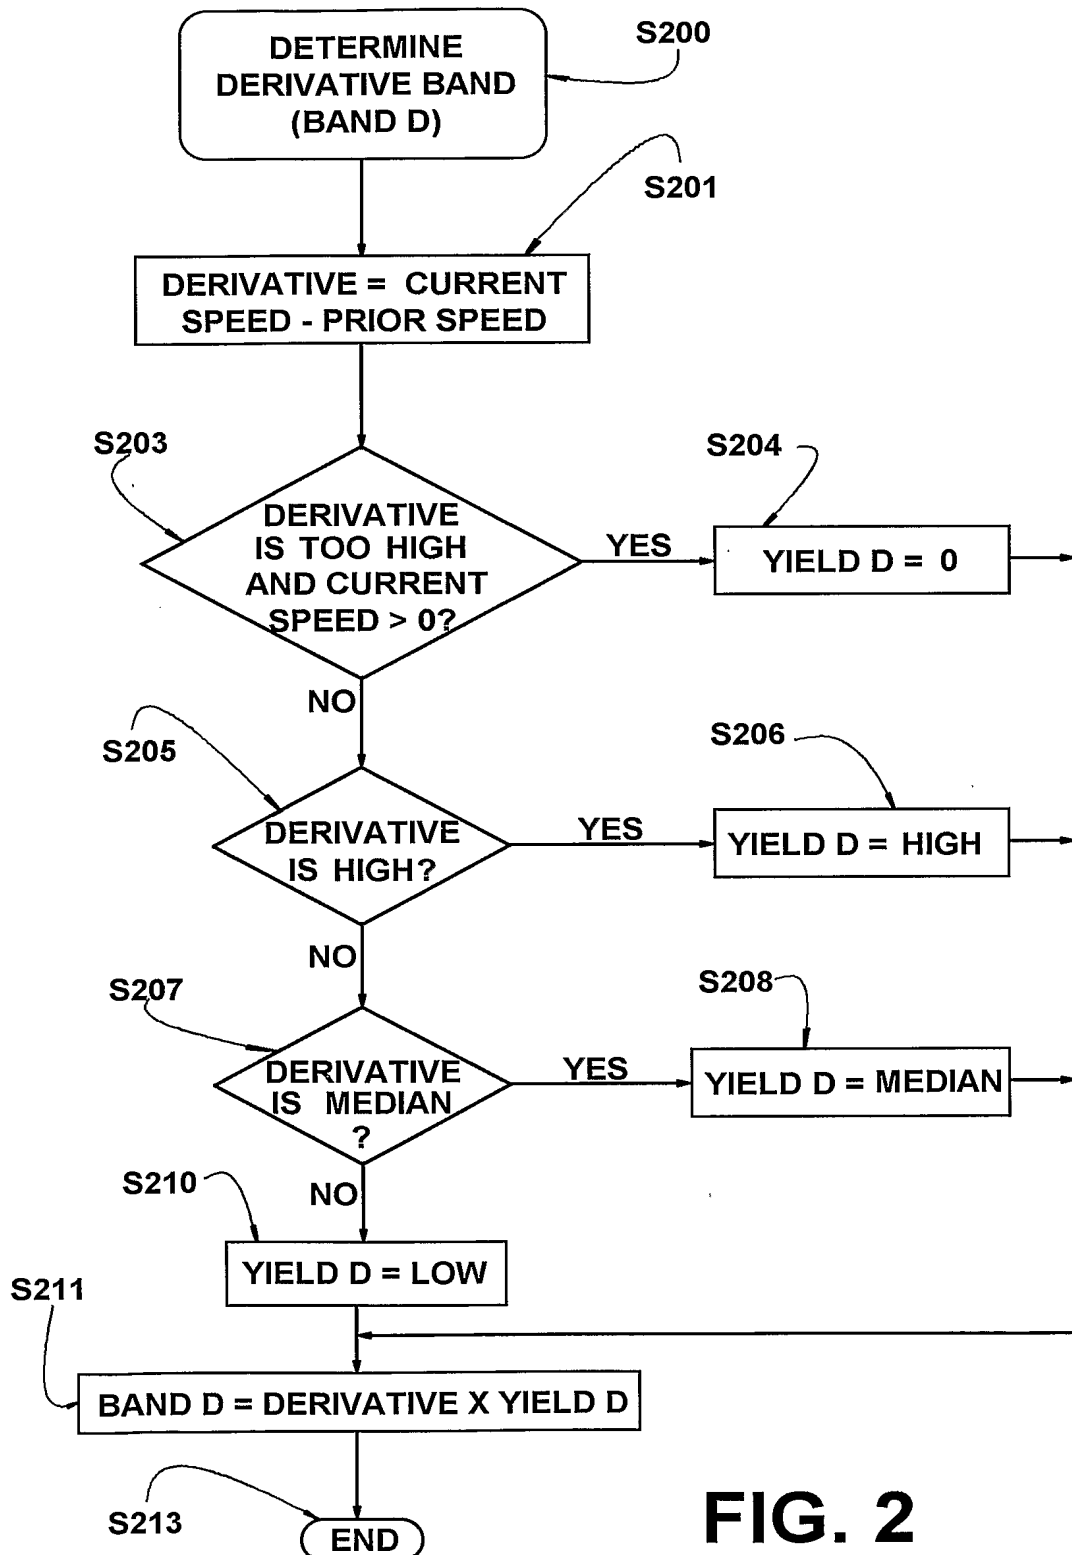 DETERMINE
DERIVATIVE BAND
(BAND D)
S200
S201
DERIVATIVE = CURRENT
SPEED - PRIOR SPEED
S203
DERIVATIVE
IS TOO HIGH
AND CURRENT
SPEED > 0?
YES
S204
YIELD D = 0
NO
S205
DERIVATIVE
IS HIGH?
YES
S206
YIELD D = HIGH
NO
S207
DERIVATIVE
IS MEDIAN
?
YES
S208
YIELD D = MEDIAN
NO
S210
YIELD D = LOW
S211
BAND D = DERIVATIVE X YIELD D
S213
END
FIG. 2